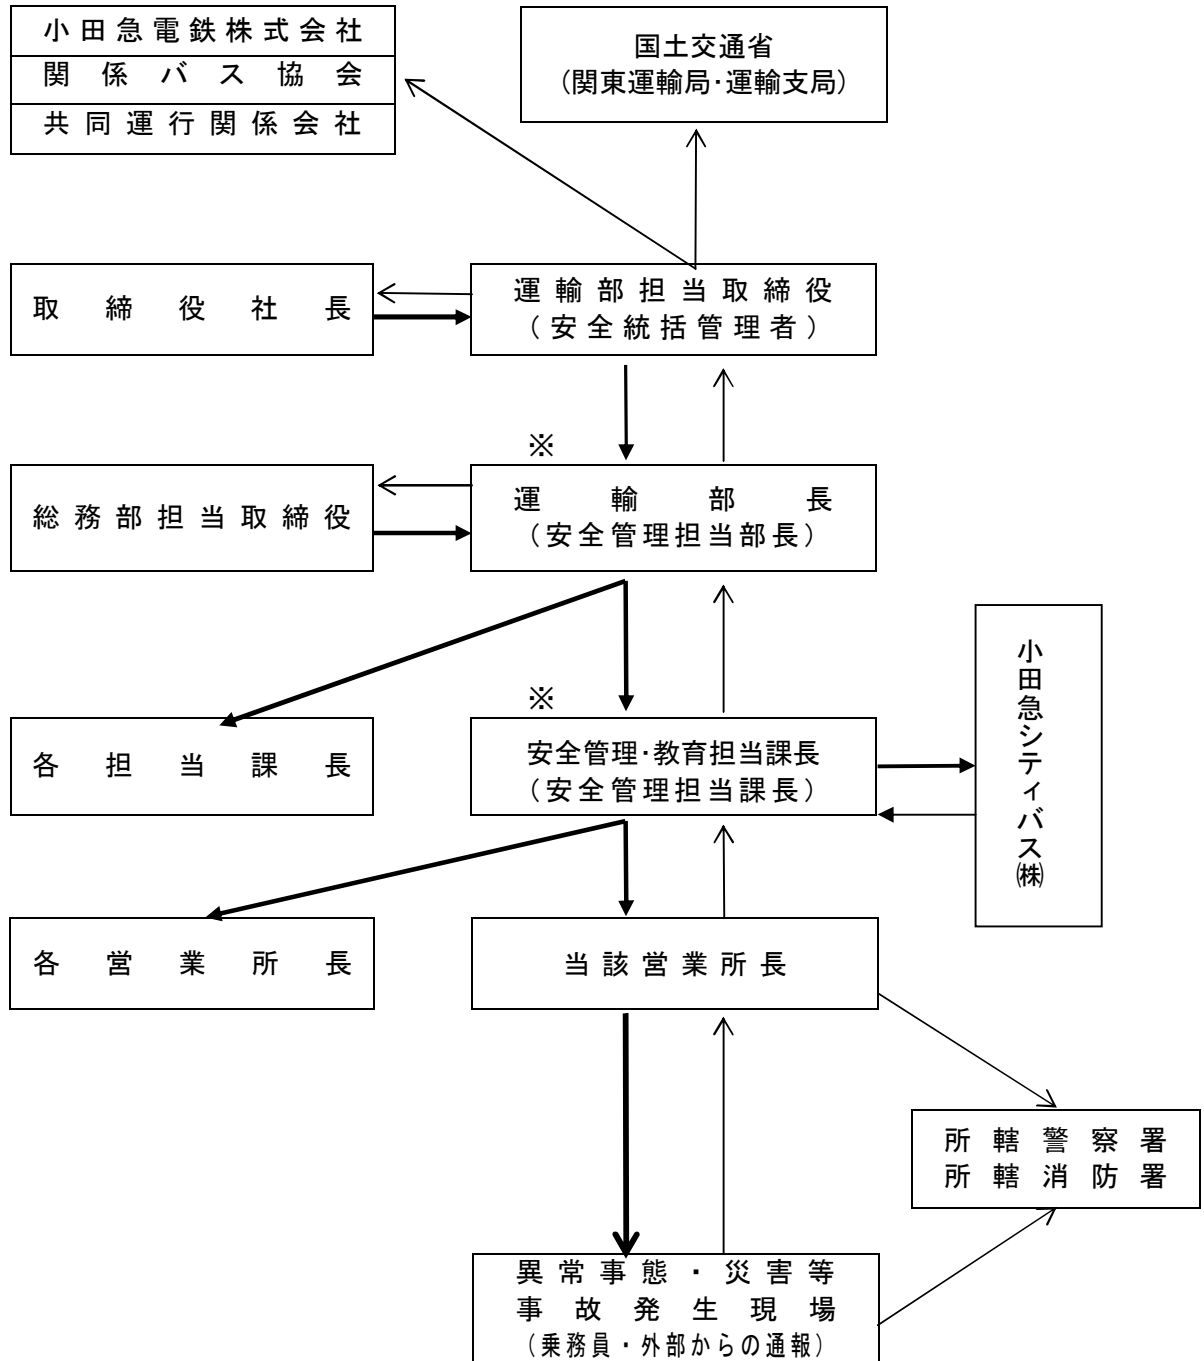 小田急電鉄株式会社
関係バス協会
共同運行関係会社
国土交通省
(関東運輸局・運輸支局)
取締役社長
運輸部担当取締役
(安全統括管理者)
※
総務部担当取締役
運輸部長
(安全管理担当部長)
※
各担当課長
安全管理・教育担当課長
(安全管理担当課長)
小田急シティバス㈱
各営業所長
当該営業所長
所轄警察署
所轄消防署
異常事態・災害等
事故発生現場
(乗務員・外部からの通報)